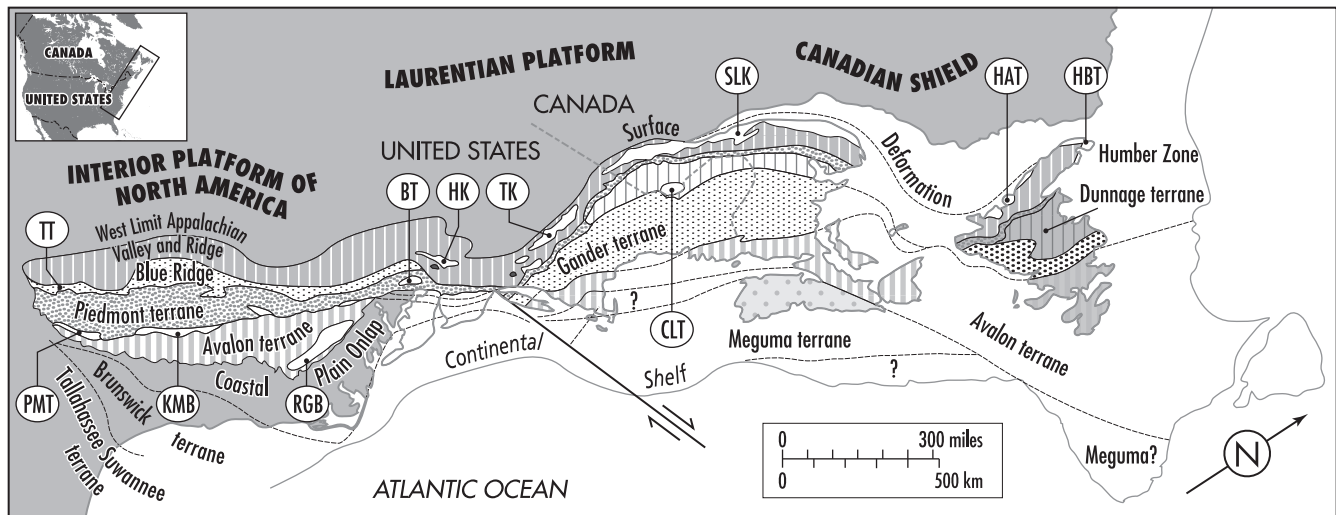 CANADA
UNITED STATES
INTERIOR PLATFORM OF
NORTH AMERICA
LAURENTIAN PLATFORM
CANADIAN SHIELD
SLK
HAT
HBT
CANADA
Surface
UNITED STATES
Deformation
Humber Zone
Dunnage terrane
TT
BT
HK
TK
West Limit Appalachian
Valley and Ridge
Blue Ridge
Piedmont terrane
Avalon terrane
Gander terrane
?
CLT
Plain Onlap
Coastal
Continental
Shelf
Meguma terrane
?
Avalon terrane
PMT
KMB
RGB
Brunswick
terrane
Tallahassee Suwannee
terrane
ATLANTIC OCEAN
0 300 miles
0 500 km
Meguma?
N